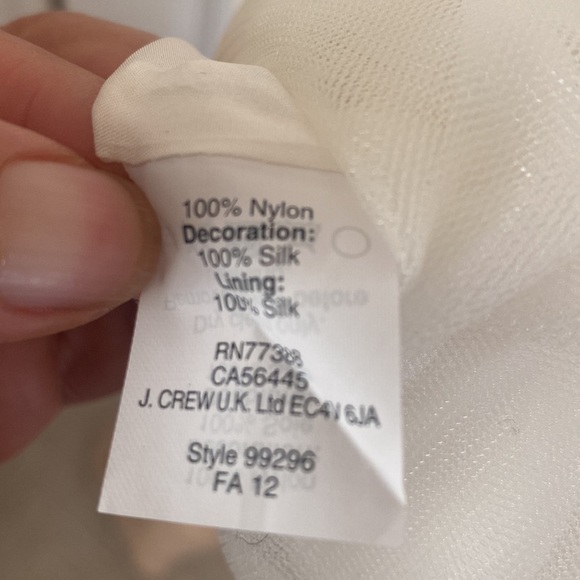 100% Nylon
Decoration:
100% Silk
Lining:
100% Silk
RN77388
CA56445
J. CREW U.K. Ltd EC4V 6JA
Style 99296
FA 12